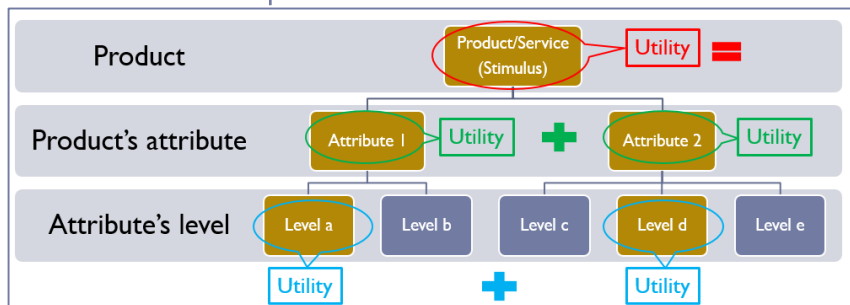 Product
Product/Service
(Stimulus)
Utility
=
Product's attribute
Attribute 1
Utility
+
Attribute 2
Utility
Attribute's level
Level a
Level b
Level c
Level d
Level e
Utility
+
Utility